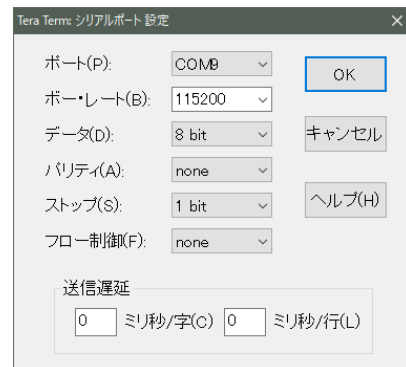 Tera Term: シリアルポート 設定
ポート(P): COM9 OK
ボー・レート(B): 115200
データ(D): 8 bit キャンセル
パリティ(A): none
ストップ(S): 1 bit ヘルプ(H)
フロー制御(F): none
送信遅延
0 ミリ秒/字(C) 0 ミリ秒/行(L)